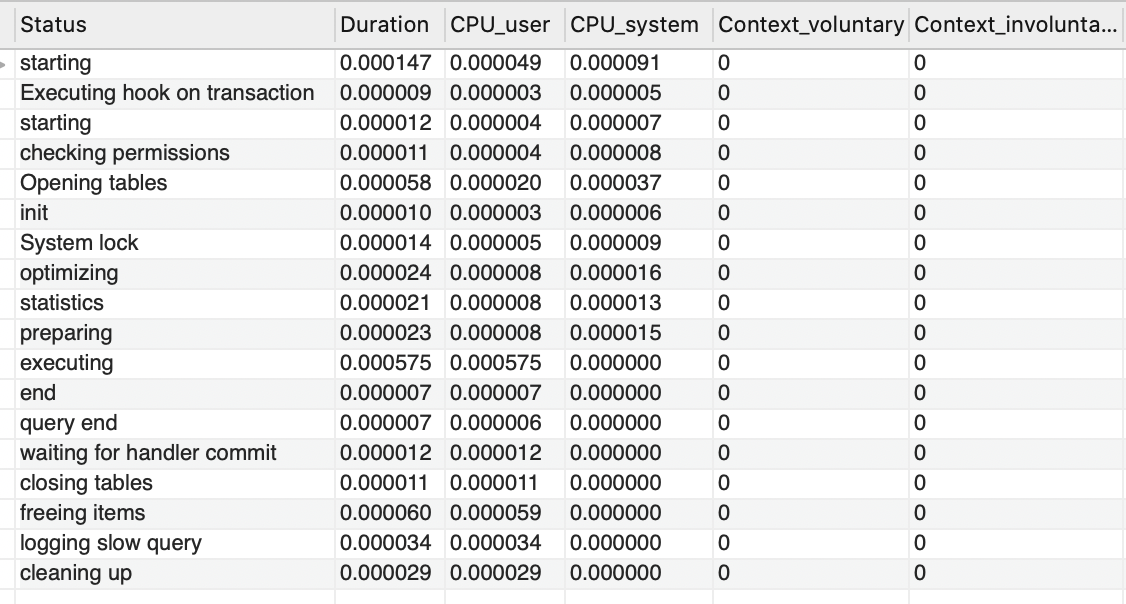 Status Duration CPU_user CPU_system Context_voluntary Context_involunta...
starting 0.000147 0.000049 0.000091 0 0
Executing hook on transaction 0.000009 0.000003 0.000005 0 0
starting 0.000012 0.000004 0.000007 0 0
checking permissions 0.000011 0.000004 0.000008 0 0
Opening tables 0.000058 0.000020 0.000037 0 0
init 0.000010 0.000003 0.000006 0 0
System lock 0.000014 0.000005 0.000009 0 0
optimizing 0.000024 0.000008 0.000016 0 0
statistics 0.000021 0.000008 0.000013 0 0
preparing 0.000023 0.000008 0.000015 0 0
executing 0.000575 0.000575 0.000000 0 0
end 0.000007 0.000007 0.000000 0 0
query end 0.000007 0.000006 0.000000 0 0
waiting for handler commit 0.000012 0.000012 0.000000 0 0
closing tables 0.000011 0.000011 0.000000 0 0
freeing items 0.000060 0.000059 0.000000 0 0
logging slow query 0.000034 0.000034 0.000000 0 0
cleaning up 0.000029 0.000029 0.000000 0 0